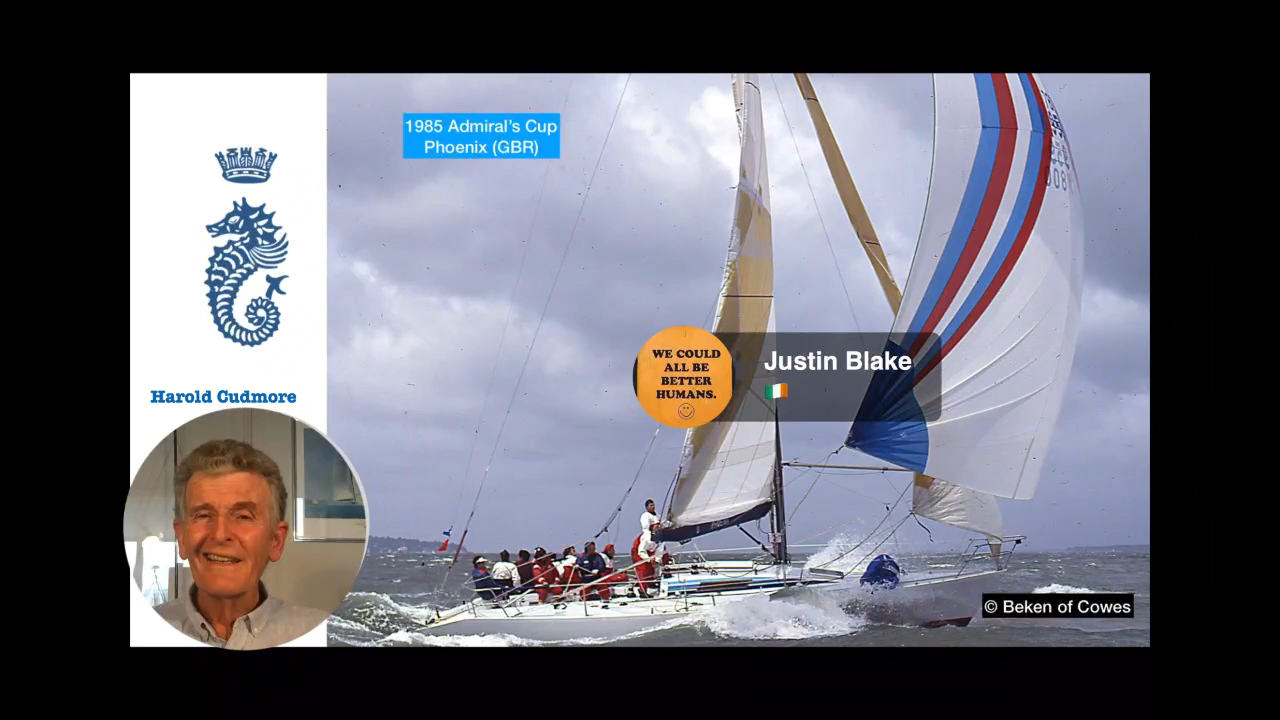 1985 Admiral's Cup
Phoenix (GBR)
WE COULD
ALL BE
BETTER
HUMANS.
Justin Blake
Harold Cudmore
© Beken of Cowes